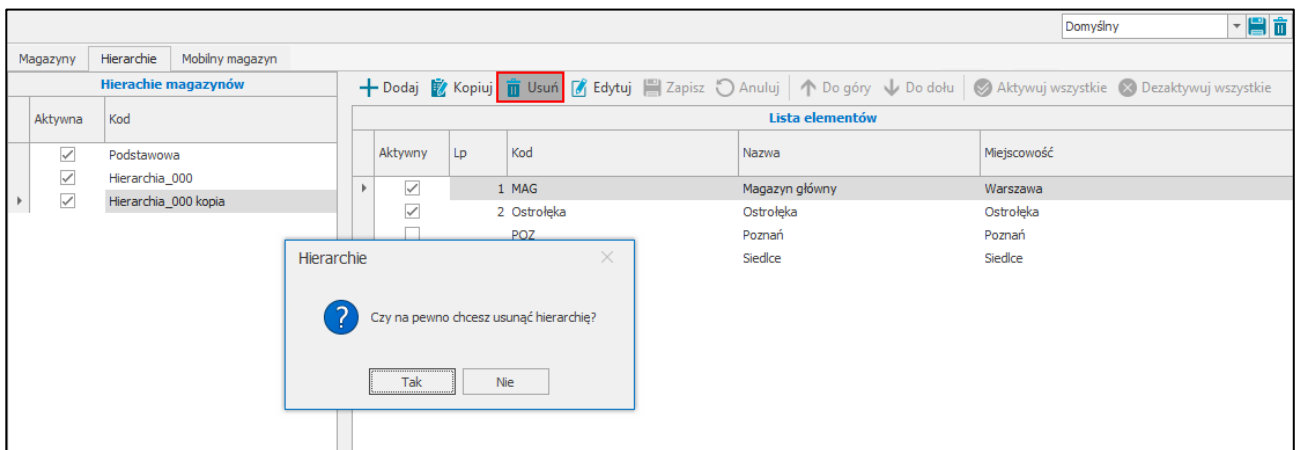 Domyślny
Magazyny Hierarchie Mobilny magazyn
Hierachie magazynów
Dodaj Kopiuj Usuń Edytuj Zapisz Anuluj Do góry Do dołu Aktywuj wszystkie Dezaktywuj wszystkie
Aktywna Kod
Podstawowa
Hierarchia_000
Hierarchia_000 kopia
Lista elementów
Aktywny Lp Kod Nazwa Miejscowość
1 MAG Magazyn główny Warszawa
2 Ostrołęka Ostrołęka Ostrołęka
POZ Poznań Poznań
Siedlce Siedlce
Hierarchie
Czy na pewno chcesz usunąć hierarchię?
Tak Nie